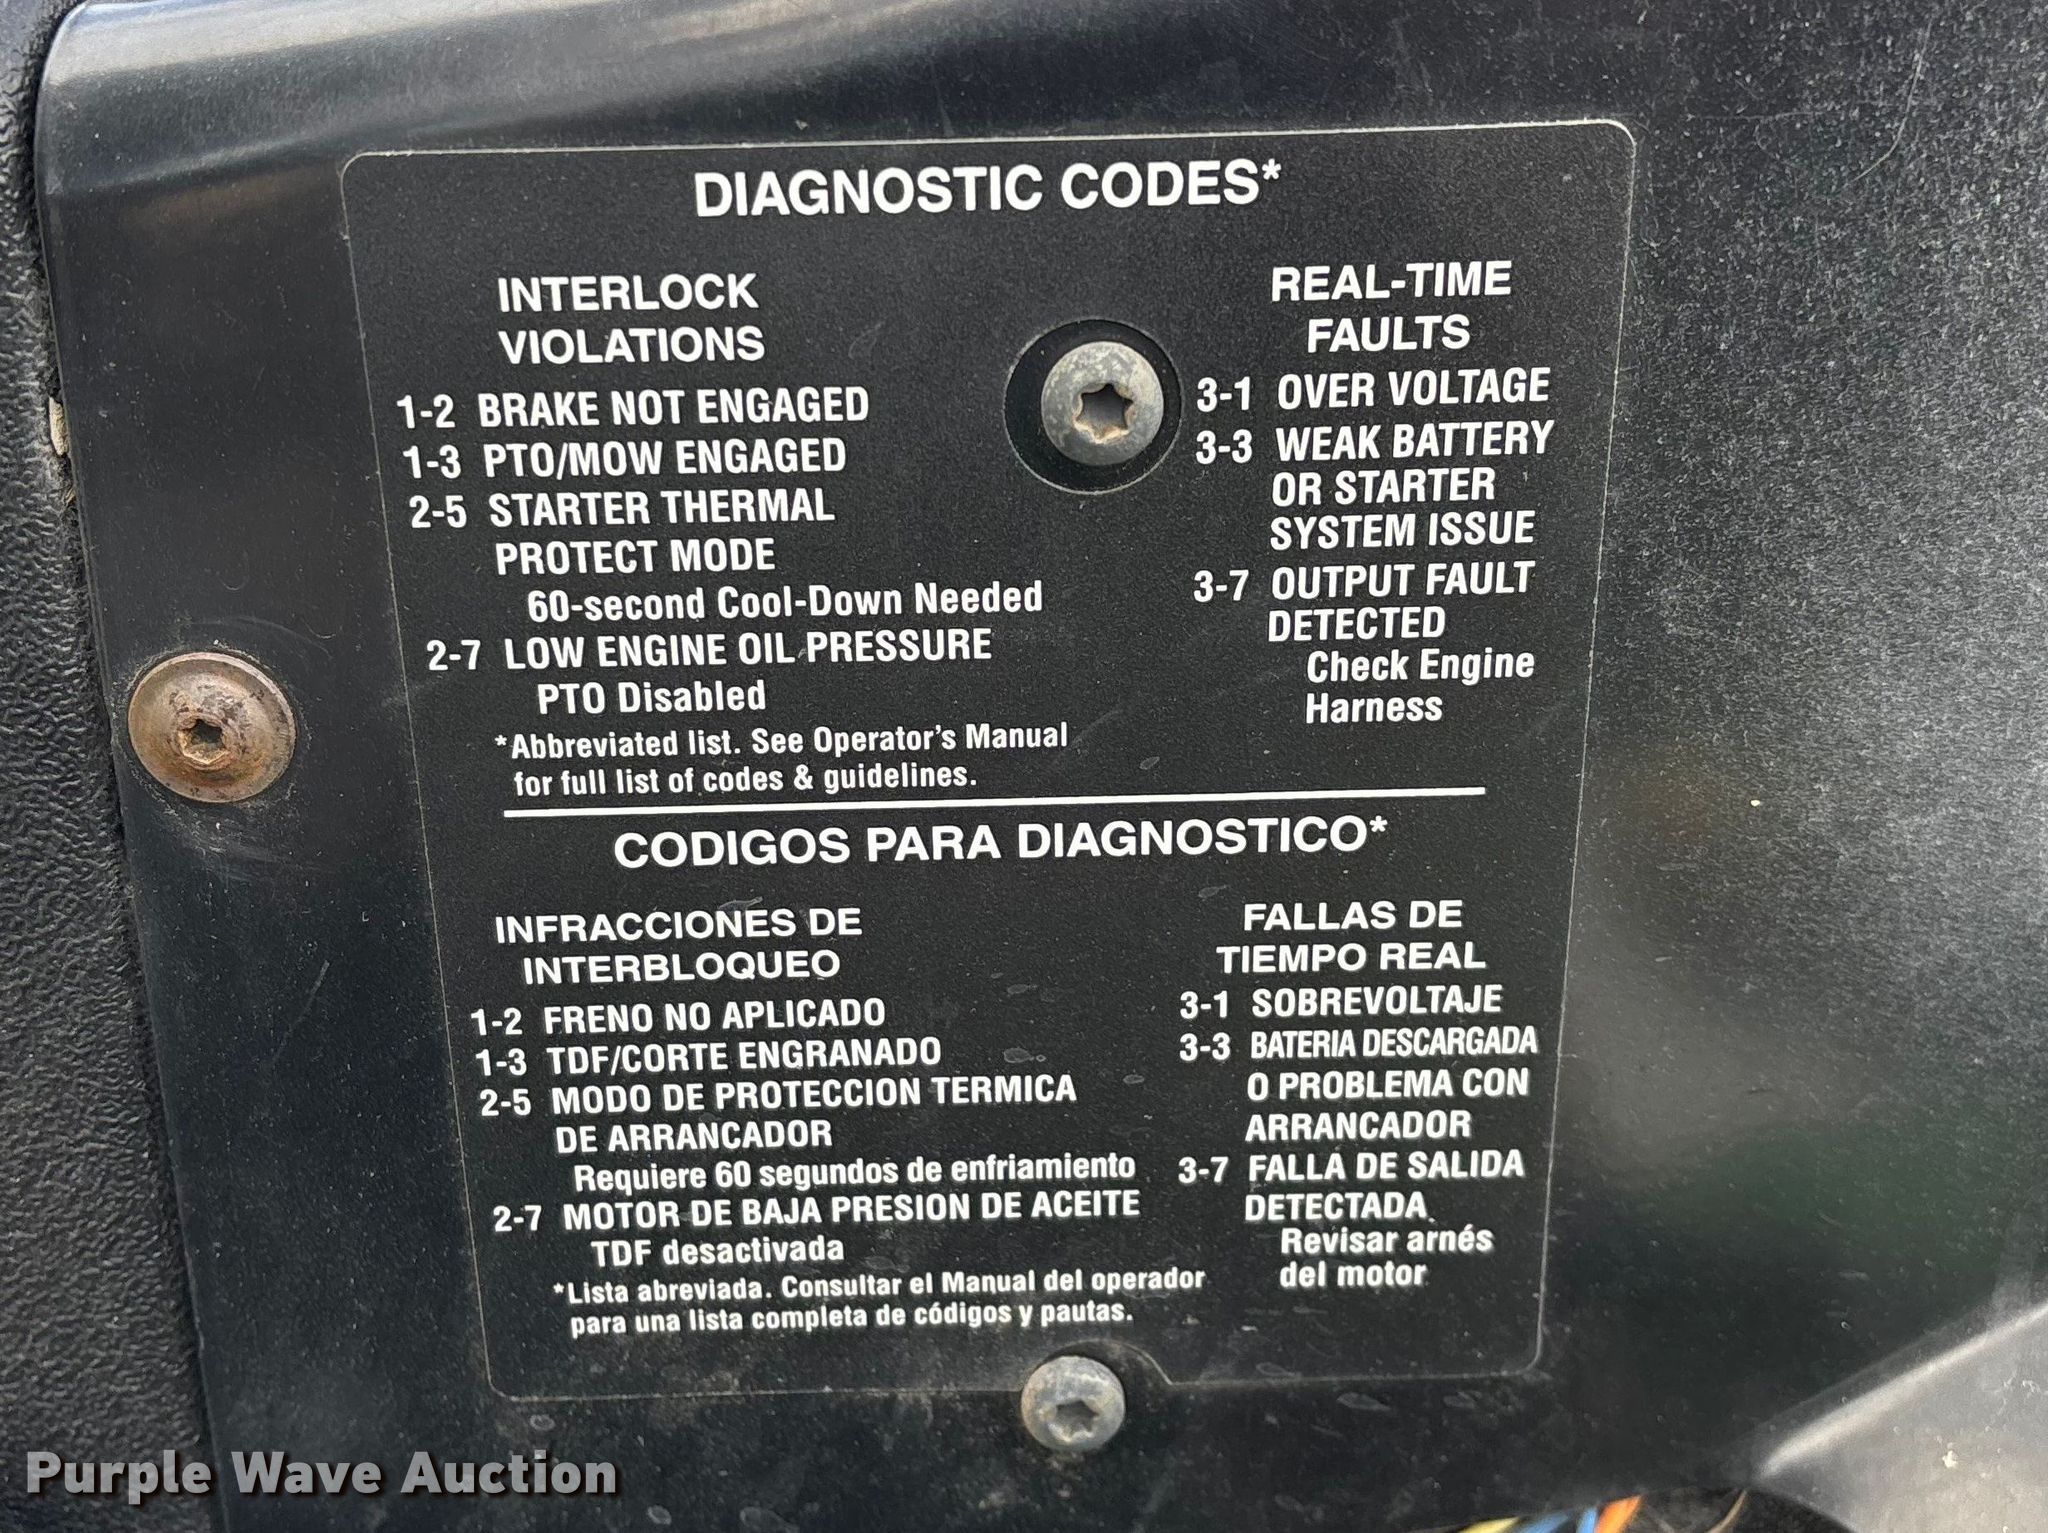 DIAGNOSTIC CODES*
INTERLOCK
VIOLATIONS
1-2 BRAKE NOT ENGAGED
1-3 PTO/MOW ENGAGED
2-5 STARTER THERMAL
PROTECT MODE
60-second Cool-Down Needed
2-7 LOW ENGINE OIL PRESSURE
PTO Disabled
*Abbreviated list. See Operator's Manual
for full list of codes & guidelines.
REAL-TIME
FAULTS
3-1 OVER VOLTAGE
3-3 WEAK BATTERY
OR STARTER
SYSTEM ISSUE
3-7 OUTPUT FAULT
DETECTED
Check Engine
Harness
CODIGOS PARA DIAGNOSTICO*
INFRACCIONES DE
INTERBLOQUEO
1-2 FRENO NO APLICADO
1-3 TDF/CORTE ENGRANADO
2-5 MODO DE PROTECCION TERMICA
DE ARRANCADOR
Requiere 60 segundos de enfriamiento
2-7 MOTOR DE BAJA PRESION DE ACEITE
TDF desactivada
*Lista abreviada. Consultar el Manual del operador
para una lista completa de códigos y pautas.
FALLAS DE
TIEMPO REAL
3-1 SOBREVOLTAJE
3-3 BATERIA DESCARGADA
O PROBLEMA CON
ARRANCADOR
3-7 FALLA DE SALIDA
DETECTADA
Revisar arnés
del motor
Purple Wave Auction